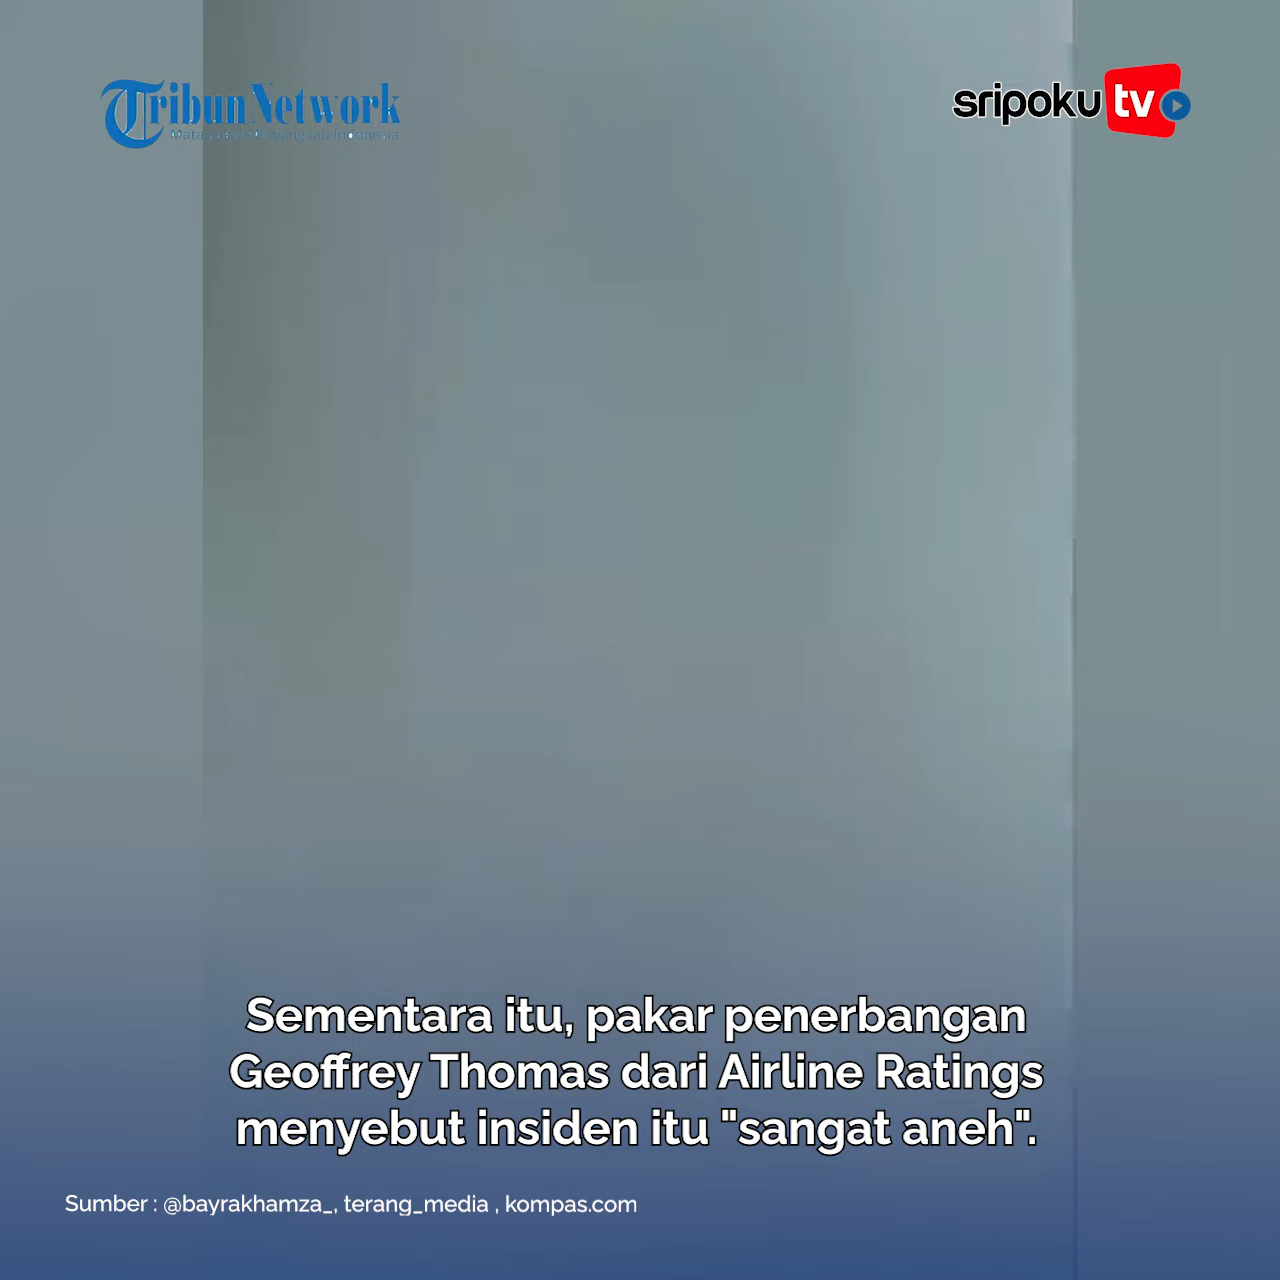 Tribun Network
sripoku tv
Sementara itu, pakar penerbangan
Geoffrey Thomas dari Airline Ratings
menyebut insiden itu "sangat aneh".
Sumber : @bayrakhamza_, terang_media , kompas.com